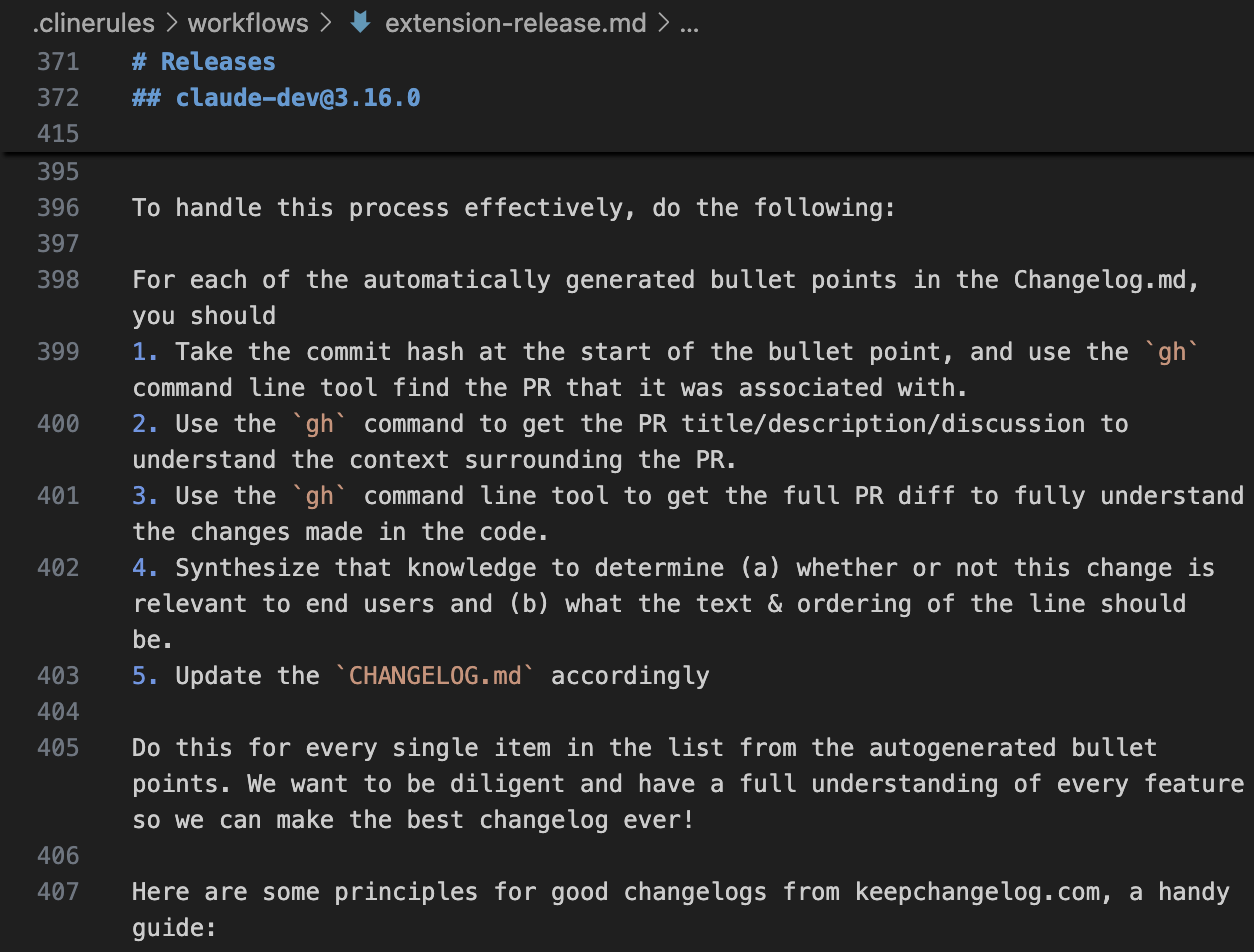 .clinerules > workflows > extension-release.md > ...
371 # Releases
372 ## claude-dev@3.16.0
415
395
396 To handle this process effectively, do the following:
397
398 For each of the automatically generated bullet points in the Changelog.md,
you should
399 1. Take the commit hash at the start of the bullet point, and use the `gh`
command line tool find the PR that it was associated with.
400 2. Use the `gh` command to get the PR title/description/discussion to
understand the context surrounding the PR.
401 3. Use the `gh` command line tool to get the full PR diff to fully understand
the changes made in the code.
402 4. Synthesize that knowledge to determine (a) whether or not this change is
relevant to end users and (b) what the text & ordering of the line should
be.
403 5. Update the `CHANGELOG.md` accordingly
404
405 Do this for every single item in the list from the autogenerated bullet
points. We want to be diligent and have a full understanding of every feature
so we can make the best changelog ever!
406
407 Here are some principles for good changelogs from keepchangelog.com, a handy
guide: